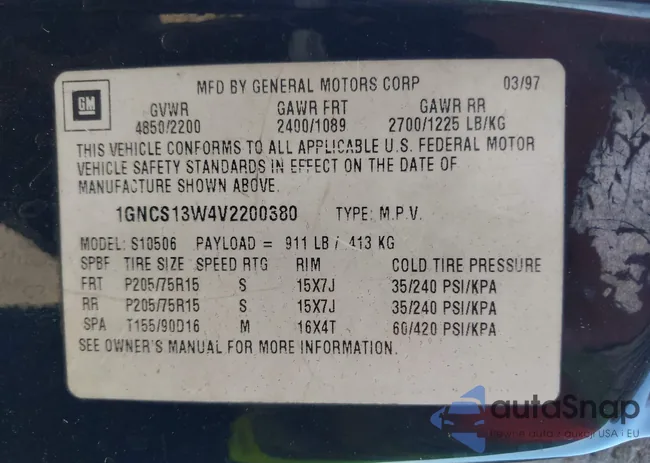 MFD BY GENERAL MOTORS CORP 03/97
GM
GVWR GAWR FRT GAWR RR
4850/2200 2400/1089 2700/1225 LB/KG
THIS VEHICLE CONFORMS TO ALL APPLICABLE U.S. FEDERAL MOTOR
VEHICLE SAFETY STANDARDS IN EFFECT ON THE DATE OF
MANUFACTURE SHOWN ABOVE.
1GNCS13W4V2200380 TYPE: M.P.V.
MODEL: S10506 PAYLOAD = 911 LB/ 413 KG
SPBF TIRE SIZE SPEED RTG RIM COLD TIRE PRESSURE
FRT P205/75R15 S 15X7J 35/240 PSI/KPA
RR P205/75R15 S 15X7J 35/240 PSI/KPA
SPA T155/90D16 M 16X4T 60/420 PSI/KPA
SEE OWNER'S MANUAL FOR MORE INFORMATION.
autoSnap
auta z aukcji USA i EU